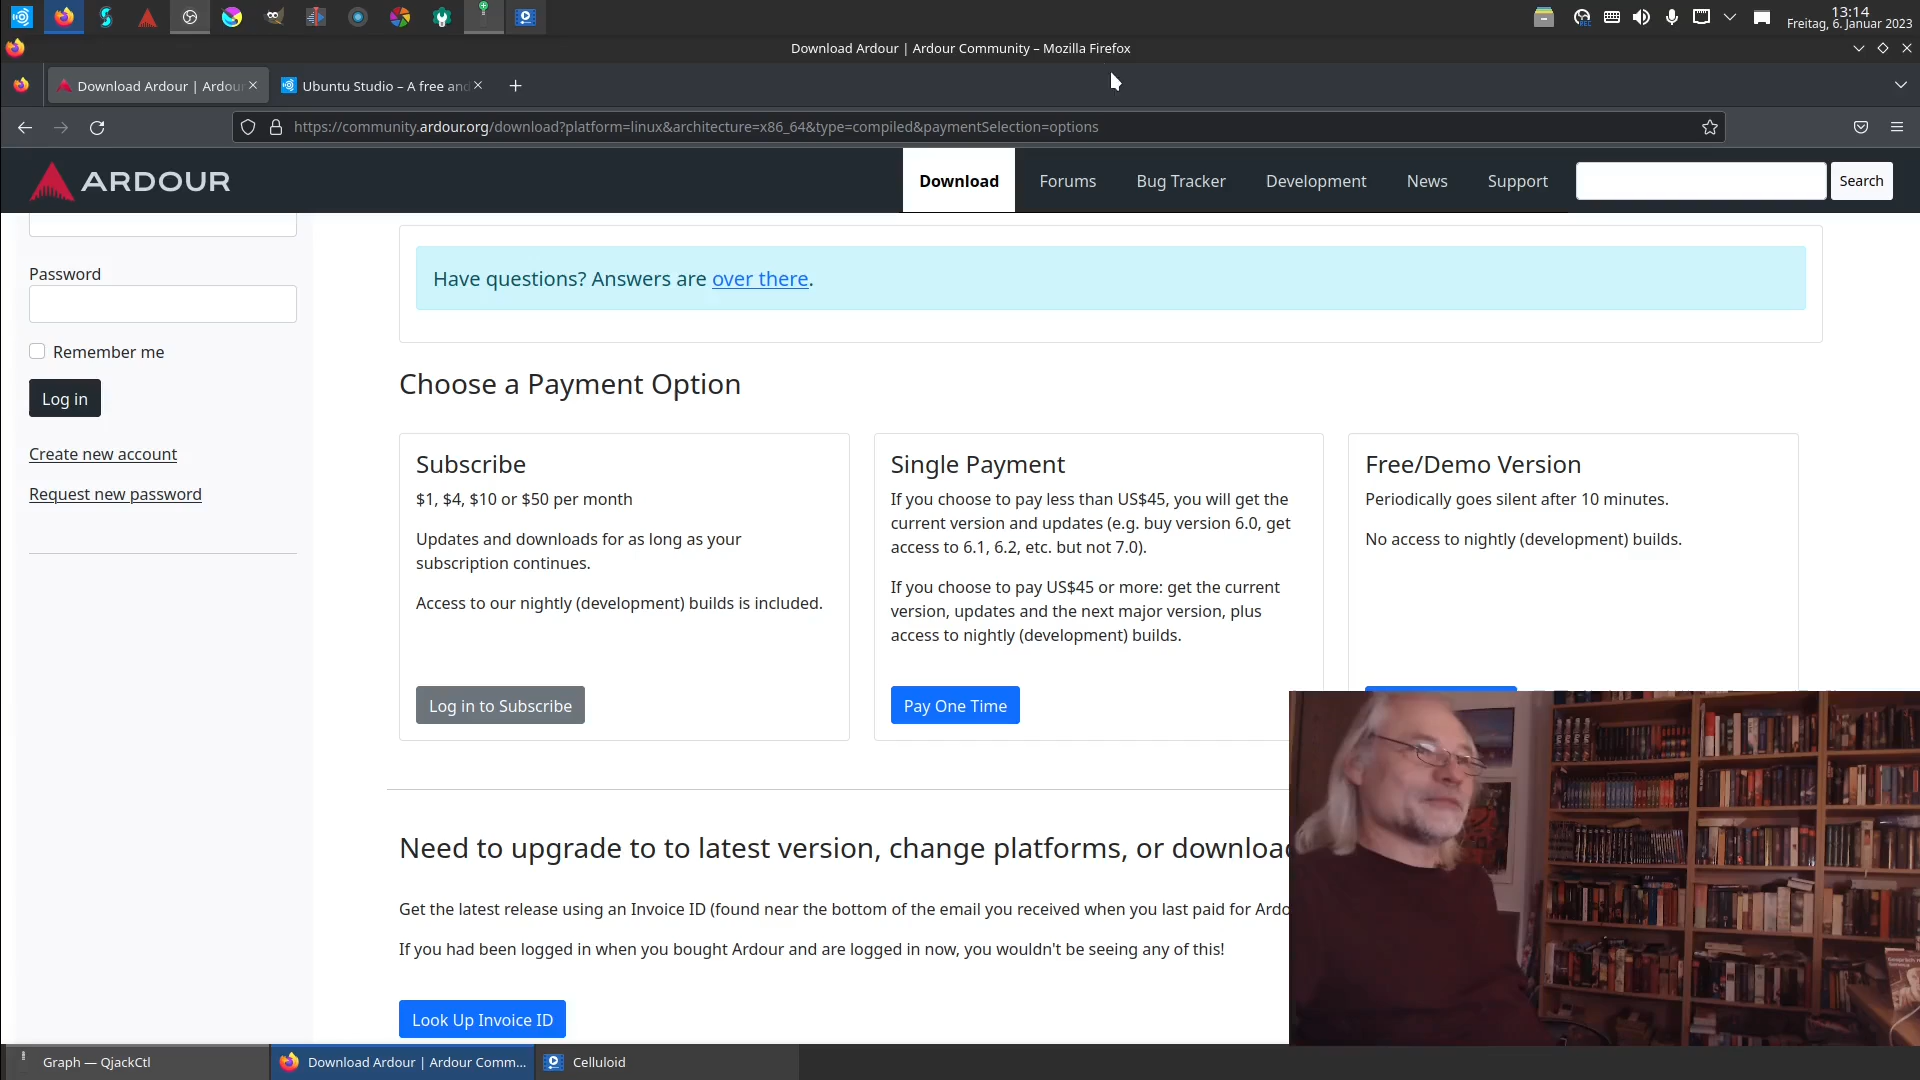 13:14
Freitag, 6. Januar 2023
Download Ardour | Ardour Community – Mozilla Firefox
Download Ardour | Ardour
Ubuntu Studio – A free and
https://community.ardour.org/download?platform=linux&architecture=x86_64&type=compiled&paymentSelection=options
ARDOUR
Download
Forums
Bug Tracker
Development
News
Support
Search
Password
Remember me
Log in
Create new account
Request new password
Have questions? Answers are over there.
Choose a Payment Option
Subscribe
$1, $4, $10 or $50 per month
Updates and downloads for as long as your
subscription continues.
Access to our nightly (development) builds is included.
Log in to Subscribe
Single Payment
If you choose to pay less than US$45, you will get the
current version and updates (e.g. buy version 6.0, get
access to 6.1, 6.2, etc. but not 7.0).
If you choose to pay US$45 or more: get the current
version, updates and the next major version, plus
access to nightly (development) builds.
Pay One Time
Free/Demo Version
Periodically goes silent after 10 minutes.
No access to nightly (development) builds.
Need to upgrade to to latest version, change platforms, or download
Get the latest release using an Invoice ID (found near the bottom of the email you received when you last paid for Ardo
If you had been logged in when you bought Ardour and are logged in now, you wouldn't be seeing any of this!
Look Up Invoice ID
Graph — QjackCtl
Download Ardour | Ardour Comm...
Celluloid